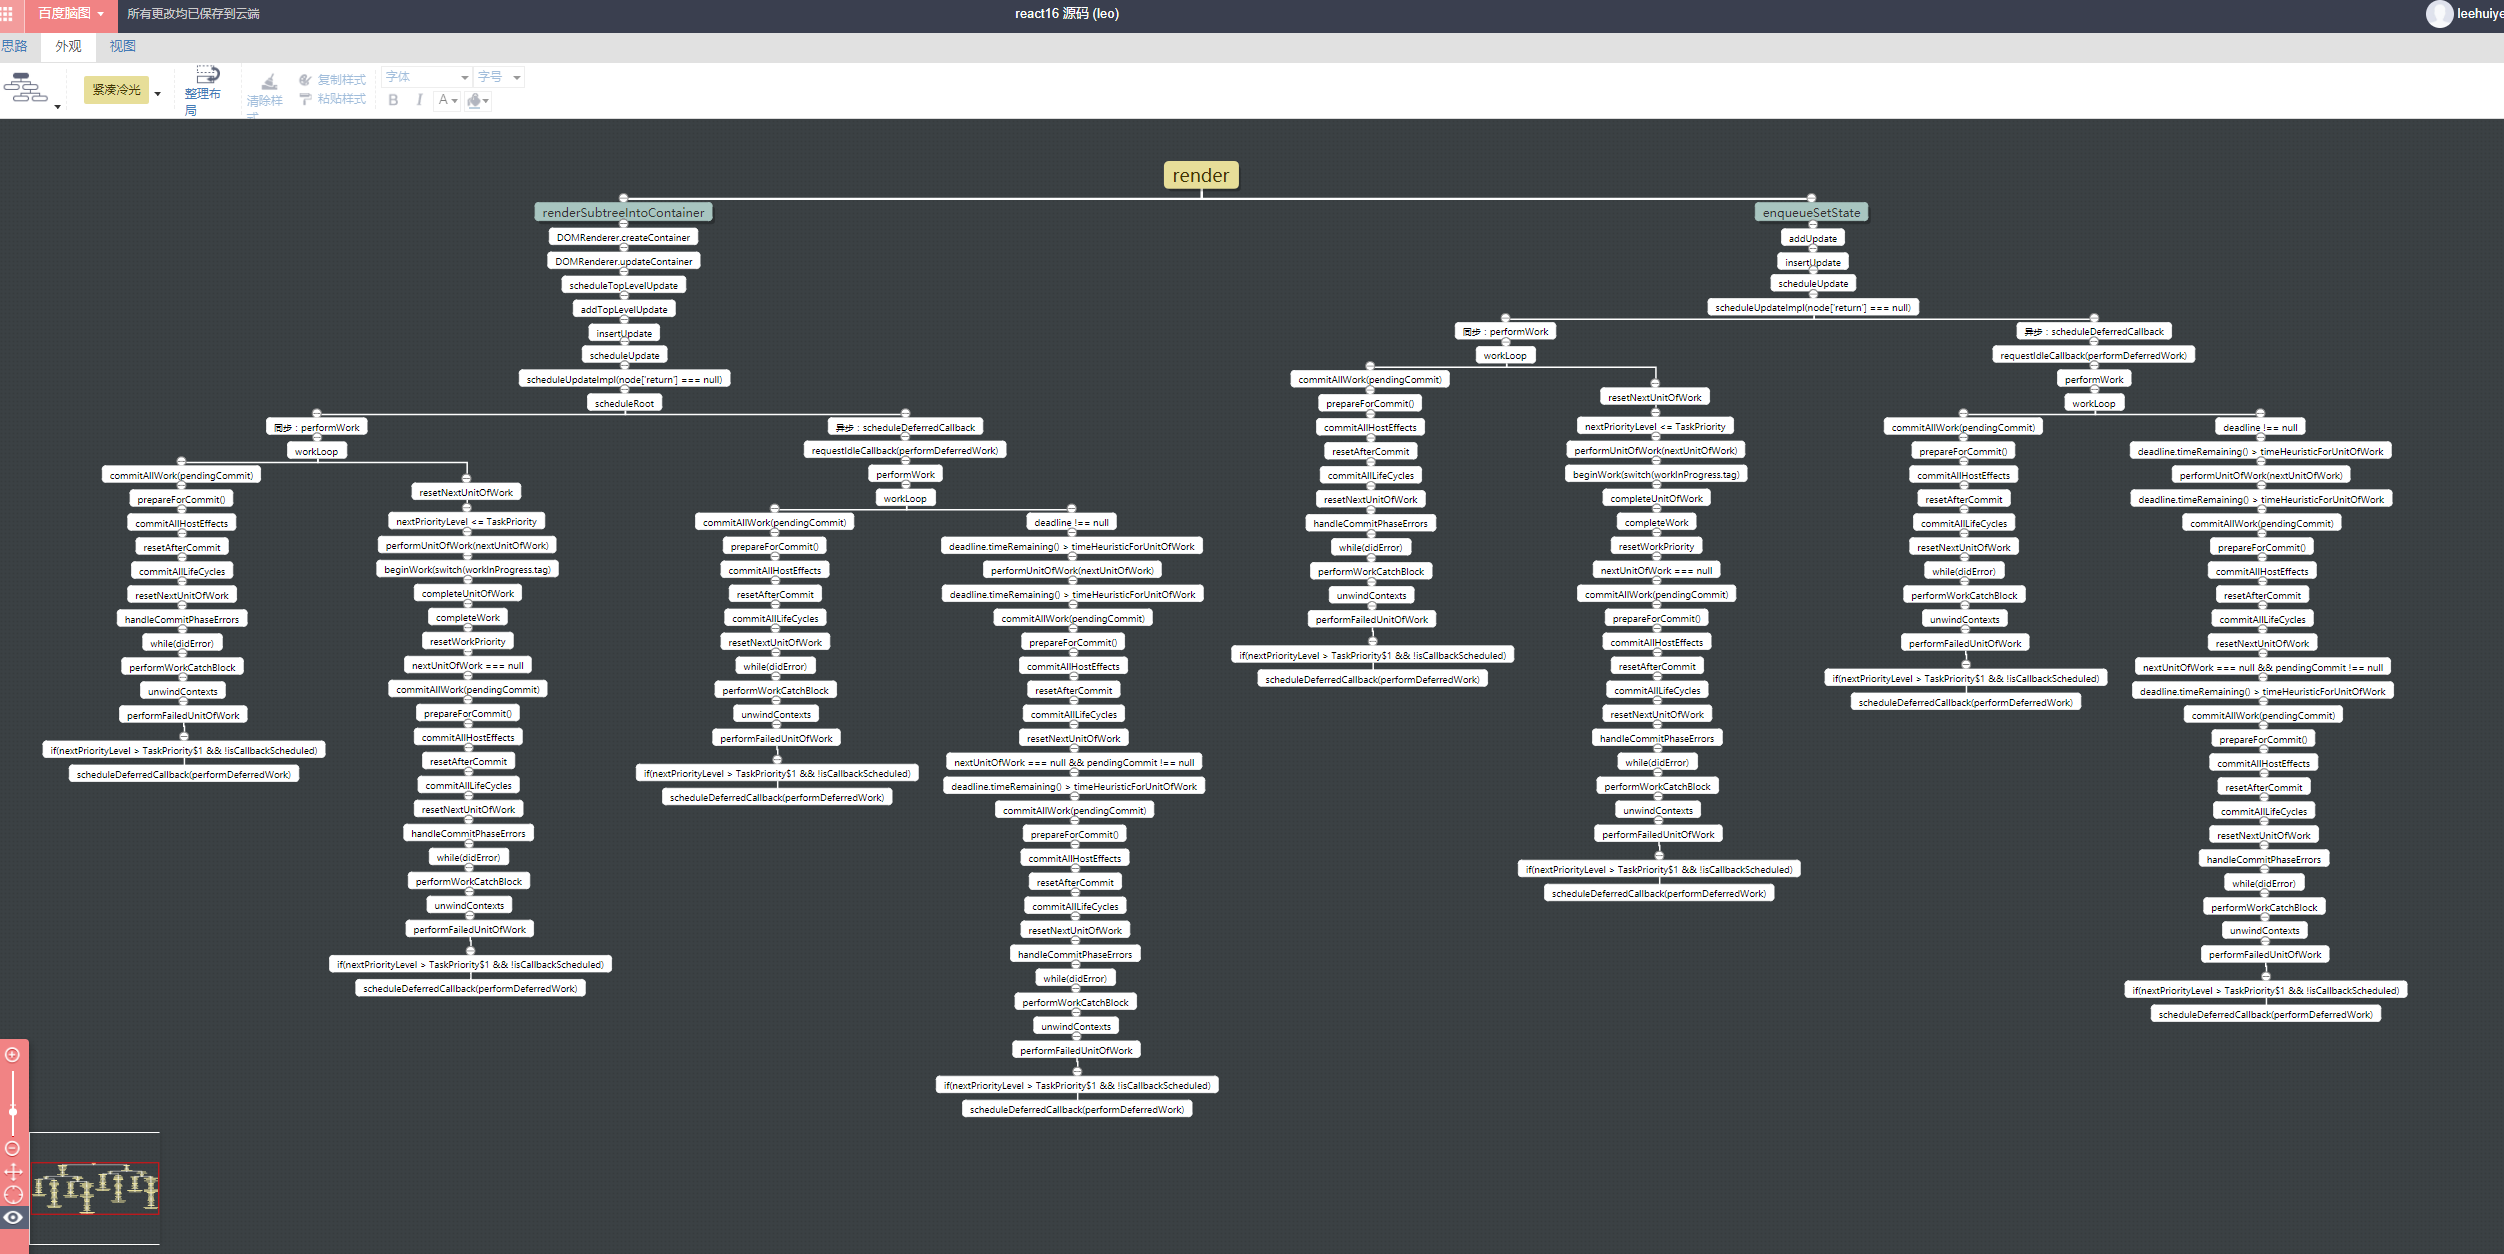 百度脑图
所有更改均已保存到云端
react16 源码 (leo)
leehuiye
思路
外观
视图
紧凑冷光
整理布局
清除样式
复制样式
粘贴样式
字体
字号
B
I
A
render
renderSubtreeIntoContainer
DOMRenderer.createContainer
DOMRenderer.updateContainer
scheduleTopLevelUpdate
addTopLevelUpdate
insertUpdate
scheduleUpdate
scheduleUpdateImpl(node['return'] === null)
scheduleRoot
同步：performWork
workLoop
commitAllWork(pendingCommit)
prepareForCommit()
commitAllHostEffects
resetAfterCommit
commitAllLifeCycles
resetNextUnitOfWork
handleCommitPhaseErrors
while(didError)
performWorkCatchBlock
unwindContexts
performFailedUnitOfWork
if(nextPriorityLevel > TaskPriority$1 && !isCallbackScheduled)
scheduleDeferredCallback(performDeferredWork)
resetNextUnitOfWork
nextPriorityLevel <= TaskPriority
performUnitOfWork(nextUnitOfWork)
beginWork(switch(workInProgress.tag)
completeUnitOfWork
completeWork
resetWorkPriority
nextUnitOfWork === null
commitAllWork(pendingCommit)
prepareForCommit()
commitAllHostEffects
resetAfterCommit
commitAllLifeCycles
resetNextUnitOfWork
handleCommitPhaseErrors
while(didError)
performWorkCatchBlock
unwindContexts
performFailedUnitOfWork
if(nextPriorityLevel > TaskPriority$1 && !isCallbackScheduled)
scheduleDeferredCallback(performDeferredWork)
异步：scheduleDeferredCallback
requestIdleCallback(performDeferredWork)
performWork
workLoop
commitAllWork(pendingCommit)
prepareForCommit()
commitAllHostEffects
resetAfterCommit
commitAllLifeCycles
resetNextUnitOfWork
while(didError)
performWorkCatchBlock
unwindContexts
performFailedUnitOfWork
if(nextPriorityLevel > TaskPriority$1 && !isCallbackScheduled)
scheduleDeferredCallback(performDeferredWork)
deadline !== null
deadline.timeRemaining() > timeHeuristicForUnitOfWork
performUnitOfWork(nextUnitOfWork)
deadline.timeRemaining() > timeHeuristicForUnitOfWork
commitAllWork(pendingCommit)
prepareForCommit()
commitAllHostEffects
resetAfterCommit
commitAllLifeCycles
resetNextUnitOfWork
nextUnitOfWork === null && pendingCommit !== null
deadline.timeRemaining() > timeHeuristicForUnitOfWork
commitAllWork(pendingCommit)
prepareForCommit()
commitAllHostEffects
resetAfterCommit
commitAllLifeCycles
resetNextUnitOfWork
handleCommitPhaseErrors
while(didError)
performWorkCatchBlock
unwindContexts
performFailedUnitOfWork
if(nextPriorityLevel > TaskPriority$1 && !isCallbackScheduled)
scheduleDeferredCallback(performDeferredWork)
enqueueSetState
addUpdate
insertUpdate
scheduleUpdate
scheduleUpdateImpl(node['return'] === null)
同步：performWork
workLoop
commitAllWork(pendingCommit)
prepareForCommit()
commitAllHostEffects
resetAfterCommit
commitAllLifeCycles
resetNextUnitOfWork
handleCommitPhaseErrors
while(didError)
performWorkCatchBlock
unwindContexts
performFailedUnitOfWork
if(nextPriorityLevel > TaskPriority$1 && !isCallbackScheduled)
scheduleDeferredCallback(performDeferredWork)
resetNextUnitOfWork
nextPriorityLevel <= TaskPriority
performUnitOfWork(nextUnitOfWork)
beginWork(switch(workInProgress.tag)
completeUnitOfWork
completeWork
resetWorkPriority
nextUnitOfWork === null
commitAllWork(pendingCommit)
prepareForCommit()
commitAllHostEffects
resetAfterCommit
commitAllLifeCycles
resetNextUnitOfWork
handleCommitPhaseErrors
while(didError)
performWorkCatchBlock
unwindContexts
performFailedUnitOfWork
if(nextPriorityLevel > TaskPriority$1 && !isCallbackScheduled)
scheduleDeferredCallback(performDeferredWork)
异步：scheduleDeferredCallback
requestIdleCallback(performDeferredWork)
performWork
workLoop
commitAllWork(pendingCommit)
prepareForCommit()
commitAllHostEffects
resetAfterCommit
commitAllLifeCycles
resetNextUnitOfWork
while(didError)
performWorkCatchBlock
unwindContexts
performFailedUnitOfWork
if(nextPriorityLevel > TaskPriority$1 && !isCallbackScheduled)
scheduleDeferredCallback(performDeferredWork)
deadline !== null
deadline.timeRemaining() > timeHeuristicForUnitOfWork
performUnitOfWork(nextUnitOfWork)
deadline.timeRemaining() > timeHeuristicForUnitOfWork
commitAllWork(pendingCommit)
prepareForCommit()
commitAllHostEffects
resetAfterCommit
commitAllLifeCycles
resetNextUnitOfWork
nextUnitOfWork === null && pendingCommit !== null
deadline.timeRemaining() > timeHeuristicForUnitOfWork
commitAllWork(pendingCommit)
prepareForCommit()
commitAllHostEffects
resetAfterCommit
commitAllLifeCycles
resetNextUnitOfWork
handleCommitPhaseErrors
while(didError)
performWorkCatchBlock
unwindContexts
performFailedUnitOfWork
if(nextPriorityLevel > TaskPriority$1 && !isCallbackScheduled)
scheduleDeferredCallback(performDeferredWork)